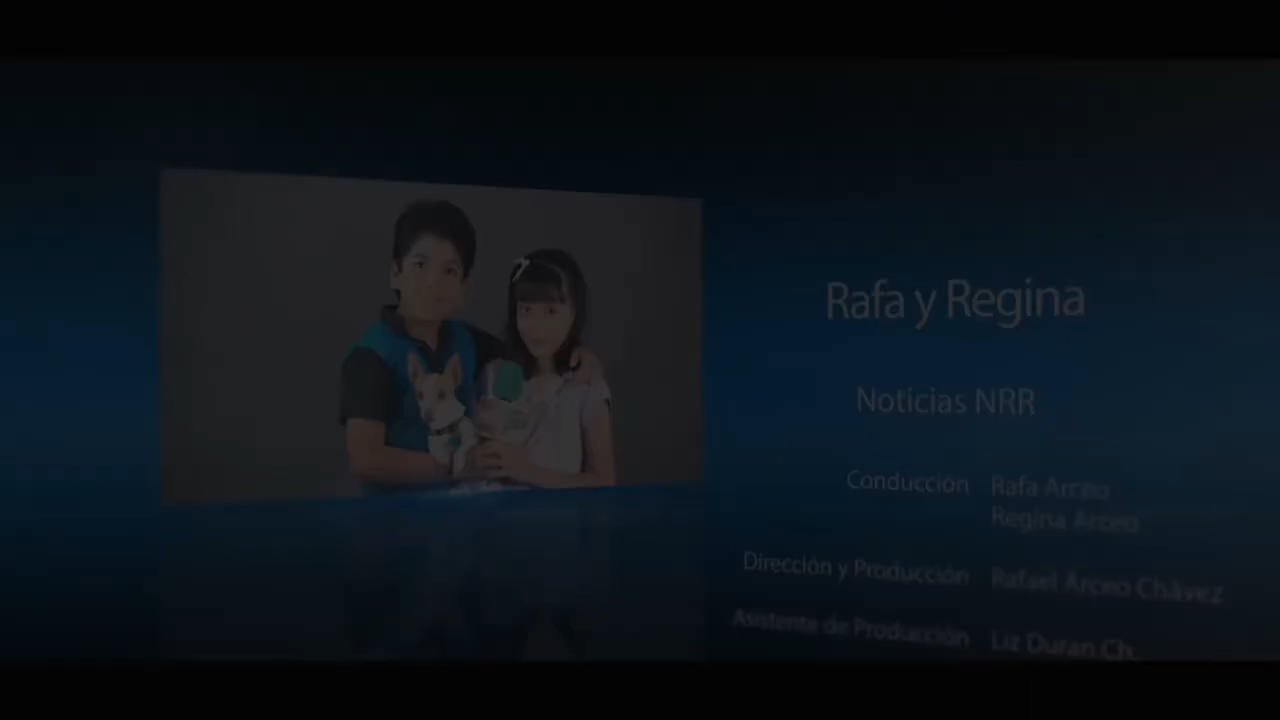 Rafa y Regina
Noticias NRR
Conducción Rafa Arceo
Regina Arceo
Dirección y Producción Rafael Arceo Chávez
Asistente de Producción Liz Duran Ch.